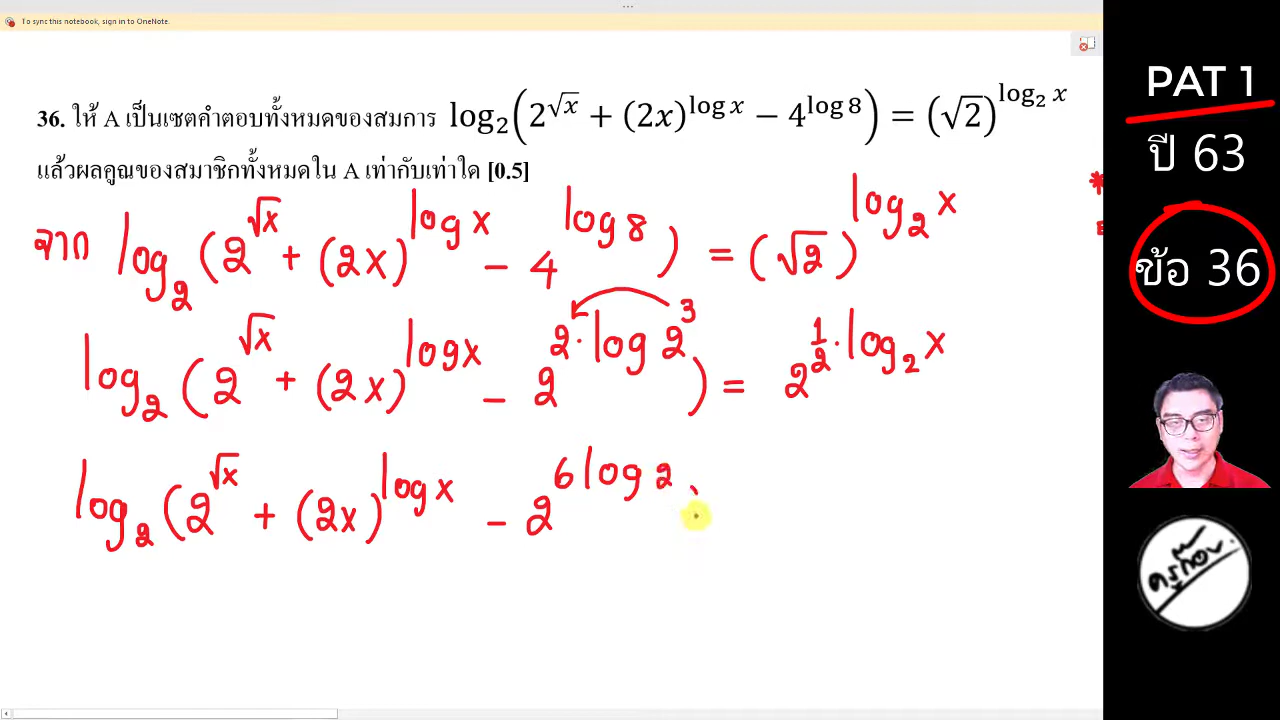 To sync this notebook, sign in to OneNote.
36. ให้ A เป็นเซตคำตอบทั้งหมดของสมการ log₂(2^√x + (2x)^log x − 4^log 8) = (√2)^log₂ x
แล้วผลคูณของสมาชิกทั้งหมดใน A เท่ากับเท่าใด [0.5]
จาก log₂(2^√x + (2x)^log x − 4^log 8) = (√2)^log₂ x
log₂(2^√x + (2x)^log x − 2^2·log 2³) = 2^½·log₂ x
log₂(2^√x + (2x)^log x − 2^6 log 2
PAT 1
ปี 63
ข้อ 36
ครูก๊อบ